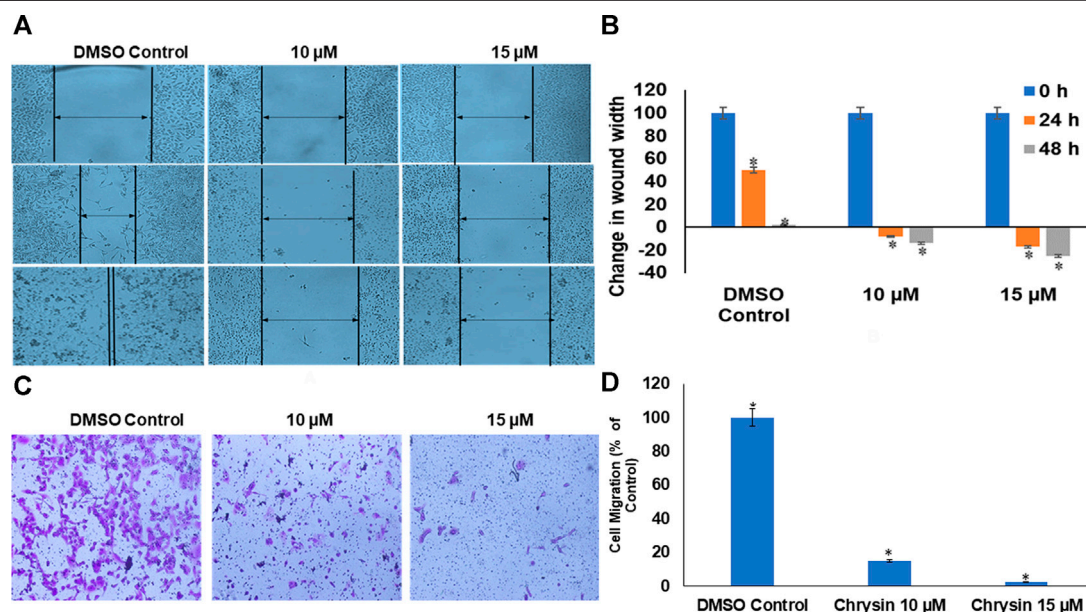 A
DMSO Control 10 µM 15 µM
B
Change in wound width
120
100
80
60
40
20
0
-20
-40
0 h
24 h
48 h
*
*
*
*
*
*
DMSO
Control
10 µM
15 µM
C
DMSO Control 10 µM 15 µM
D
Cell Migration (% of
Control)
120
100
80
60
40
20
0
*
*
*
DMSO Control Chrysin 10 µM Chrysin 15 µM
A
B